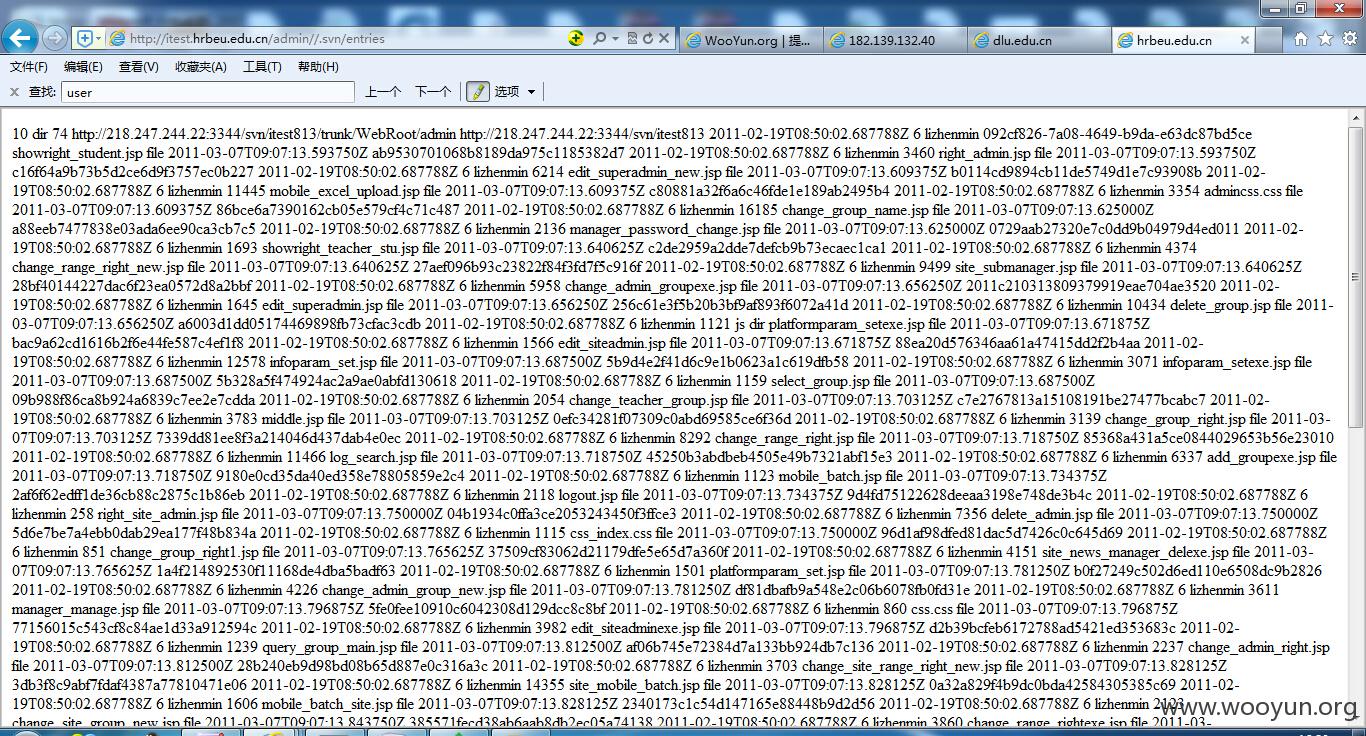 http://itest.hrbeu.edu.cn/admin//.svn/entries
WooYun.org | 提...
182.139.132.40
dlu.edu.cn
hrbeu.edu.cn
文件(F) 编辑(E) 查看(V) 收藏夹(A) 工具(T) 帮助(H)
查找: user 上一个 下一个 选项
10 dir 74 http://218.247.244.22:3344/svn/itest813/trunk/WebRoot/admin http://218.247.244.22:3344/svn/itest813 2011-02-19T08:50:02.687788Z 6 lizhenmin 092cf826-7a08-4649-b9da-e63dc87bd5ce
showright_student.jsp file 2011-03-07T09:07:13.593750Z ab9530701068b8189da975c1185382d7 2011-02-19T08:50:02.687788Z 6 lizhenmin 3460 right_admin.jsp file 2011-03-07T09:07:13.593750Z
c16f64a9b73b5d2ce6d9f3757ec0b227 2011-02-19T08:50:02.687788Z 6 lizhenmin 6214 edit_superadmin_new.jsp file 2011-03-07T09:07:13.609375Z b0114cd9894cb11de5749d1e7c93908b 2011-02-
19T08:50:02.687788Z 6 lizhenmin 11445 mobile_excel_upload.jsp file 2011-03-07T09:07:13.609375Z c80881a32f6a6c46fde1e189ab2495b4 2011-02-19T08:50:02.687788Z 6 lizhenmin 3354 admincss.css file
2011-03-07T09:07:13.609375Z 86bce6a7390162cb05e579cf4c71c487 2011-02-19T08:50:02.687788Z 6 lizhenmin 16185 change_group_name.jsp file 2011-03-07T09:07:13.625000Z
a88eeb7477838e03ada6ee90ca3cb7c5 2011-02-19T08:50:02.687788Z 6 lizhenmin 2136 manager_password_change.jsp file 2011-03-07T09:07:13.625000Z 0729aab27320e7c0dd9b04979d4ed011 2011-02-
19T08:50:02.687788Z 6 lizhenmin 1693 showright_teacher_stu.jsp file 2011-03-07T09:07:13.640625Z c2de2959a2dde7defcb9b73ecaec1ca1 2011-02-19T08:50:02.687788Z 6 lizhenmin 4374
change_range_right_new.jsp file 2011-03-07T09:07:13.640625Z 27aef096b93c23822f84f3fd7f5c916f 2011-02-19T08:50:02.687788Z 6 lizhenmin 9499 site_submanager.jsp file 2011-03-07T09:07:13.640625Z
28bf40144227dac6f23ea0572d8a2bbf 2011-02-19T08:50:02.687788Z 6 lizhenmin 5958 change_admin_groupexe.jsp file 2011-03-07T09:07:13.656250Z 2011c210313809379919eae704ae3520 2011-02-
19T08:50:02.687788Z 6 lizhenmin 1645 edit_superadmin.jsp file 2011-03-07T09:07:13.656250Z 256c61e3f5b20b3bf9af893f6072a41d 2011-02-19T08:50:02.687788Z 6 lizhenmin 10434 delete_group.jsp file 2011-
03-07T09:07:13.656250Z a6003d1dd05174469898fb73cfac3cdb 2011-02-19T08:50:02.687788Z 6 lizhenmin 1121 js dir platformparam_setexe.jsp file 2011-03-07T09:07:13.671875Z
bac9a62cd1616b2f6e44fe587c4ef1f8 2011-02-19T08:50:02.687788Z 6 lizhenmin 1566 edit_siteadmin.jsp file 2011-03-07T09:07:13.671875Z 88ea20d576346aa61a47415dd2f2b4aa 2011-02-
19T08:50:02.687788Z 6 lizhenmin 12578 infoparam_set.jsp file 2011-03-07T09:07:13.687500Z 5b9d4e2f41d6c9e1b0623a1c619dfb58 2011-02-19T08:50:02.687788Z 6 lizhenmin 3071 infoparam_setexe.jsp file
2011-03-07T09:07:13.687500Z 5b328a5f474924ac2a9ae0abfd130618 2011-02-19T08:50:02.687788Z 6 lizhenmin 1159 select_group.jsp file 2011-03-07T09:07:13.687500Z
09b988f86ca8b924a6839c7ee2e7cdda 2011-02-19T08:50:02.687788Z 6 lizhenmin 2054 change_teacher_group.jsp file 2011-03-07T09:07:13.703125Z c7e2767813a15108191be27477bcabc7 2011-02-
19T08:50:02.687788Z 6 lizhenmin 3783 middle.jsp file 2011-03-07T09:07:13.703125Z 0efc34281f07309c0abd69585ce6f36d 2011-02-19T08:50:02.687788Z 6 lizhenmin 3139 change_group_right.jsp file 2011-03-
07T09:07:13.703125Z 7339dd81ee8f3a214046d437dab4e0ec 2011-02-19T08:50:02.687788Z 6 lizhenmin 8292 change_range_right.jsp file 2011-03-07T09:07:13.718750Z 85368a431a5ce0844029653b56e23010
2011-02-19T08:50:02.687788Z 6 lizhenmin 11466 log_search.jsp file 2011-03-07T09:07:13.718750Z 45250b3abdbeb4505e49b7321abf15e3 2011-02-19T08:50:02.687788Z 6 lizhenmin 6337 add_groupexe.jsp file
2011-03-07T09:07:13.718750Z 9180e0cd35da40ed358e78805859e2c4 2011-02-19T08:50:02.687788Z 6 lizhenmin 1123 mobile_batch.jsp file 2011-03-07T09:07:13.734375Z
2af6f62edff1de36cb88c2875c1b86eb 2011-02-19T08:50:02.687788Z 6 lizhenmin 2118 logout.jsp file 2011-03-07T09:07:13.734375Z 9d4fd75122628deeaa3198e748de3b4c 2011-02-19T08:50:02.687788Z 6
lizhenmin 258 right_site_admin.jsp file 2011-03-07T09:07:13.750000Z 04b1934c0ffa3ce2053243450f3ffce3 2011-02-19T08:50:02.687788Z 6 lizhenmin 7356 delete_admin.jsp file 2011-03-07T09:07:13.750000Z
5d6e7be7a4ebb0dab29ea177f48b834a 2011-02-19T08:50:02.687788Z 6 lizhenmin 1115 css_index.css file 2011-03-07T09:07:13.750000Z 96d1af98dfed81dac5d7426c0c645d69 2011-02-19T08:50:02.687788Z
6 lizhenmin 851 change_group_right1.jsp file 2011-03-07T09:07:13.765625Z 37509cf83062d21179dfe5e65d7a360f 2011-02-19T08:50:02.687788Z 6 lizhenmin 4151 site_news_manager_delexe.jsp file 2011-03-
07T09:07:13.765625Z 1a4f214892530f11168de4dba5badf63 2011-02-19T08:50:02.687788Z 6 lizhenmin 1501 platformparam_set.jsp file 2011-03-07T09:07:13.781250Z b0f27249c502d6ed110e6508dc9b2826
2011-02-19T08:50:02.687788Z 6 lizhenmin 4226 change_admin_group_new.jsp file 2011-03-07T09:07:13.781250Z df81dbafb9a548e2c06b6078fb0fd31e 2011-02-19T08:50:02.687788Z 6 lizhenmin 3611
manager_manage.jsp file 2011-03-07T09:07:13.796875Z 5fe0fee10910c6042308d129dcc8c8bf 2011-02-19T08:50:02.687788Z 6 lizhenmin 860 css.css file 2011-03-07T09:07:13.796875Z
77156015c543cf8c84ae1d33a912594c 2011-02-19T08:50:02.687788Z 6 lizhenmin 3982 edit_siteadminexe.jsp file 2011-03-07T09:07:13.796875Z d2b39bcfeb6172788ad5421ed353683c 2011-02-
19T08:50:02.687788Z 6 lizhenmin 1239 query_group_main.jsp file 2011-03-07T09:07:13.812500Z af06b745e72384d7a133bb924db7c136 2011-02-19T08:50:02.687788Z 6 lizhenmin 2237 change_admin_right.jsp
file 2011-03-07T09:07:13.812500Z 28b240eb9d98bd08b65d887e0c316a3c 2011-02-19T08:50:02.687788Z 6 lizhenmin 3703 change_site_range_right_new.jsp file 2011-03-07T09:07:13.828125Z
3db3f8c9abf7fdaf4387a77810471e06 2011-02-19T08:50:02.687788Z 6 lizhenmin 14355 site_mobile_batch.jsp file 2011-03-07T09:07:13.828125Z 0a32a829f4b9dc0bda42584305385c69 2011-02-
19T08:50:02.687788Z 6 lizhenmin 1606 mobile_batch_site.jsp file 2011-03-07T09:07:13.828125Z 2340173c1c54d147165e88448b9d2d56 2011-02-19T08:50:02.687788Z 6 lizhenmin 2123
change_site_group_new.jsp file 2011-03-07T09:07:13.843750Z 385571fecd38ab6aab8db2ec05a74138 2011-02-19T08:50:02.687788Z 6 lizhenmin 3860 change_range_rightexe.jsp file 2011-03-
www.wooyun.org